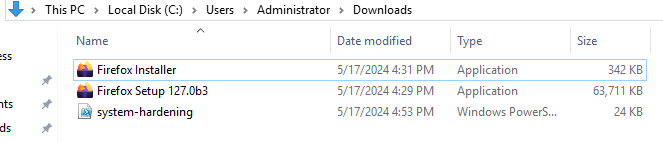 This PC > Local Disk (C:) > Users > Administrator > Downloads
Name Date modified Type Size
ess
Firefox Installer 5/17/2024 4:31 PM Application 342 KB
Firefox Setup 127.0b3 5/17/2024 4:29 PM Application 63,711 KB
nts system-hardening 5/17/2024 4:53 PM Windows PowerS... 24 KB
ds